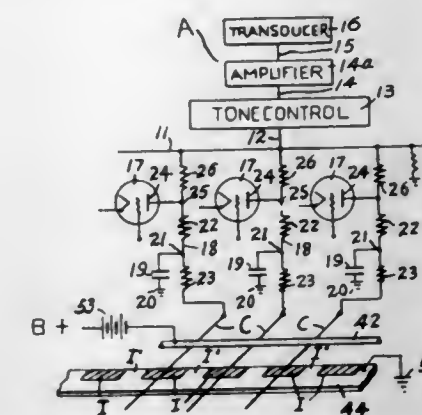 A
TRANSDUCER
16
15
AMPLIFIER
14a
14
TONE CONTROL
13
11
12
17
24
26
25
17
24
26
25
17
24
26
22
21
18
22
21
18
22
21
19
23
19
23
19
23
20
20
20
53
C
C
C
B +
42
I'
I'
I'
I
I
I
I
44